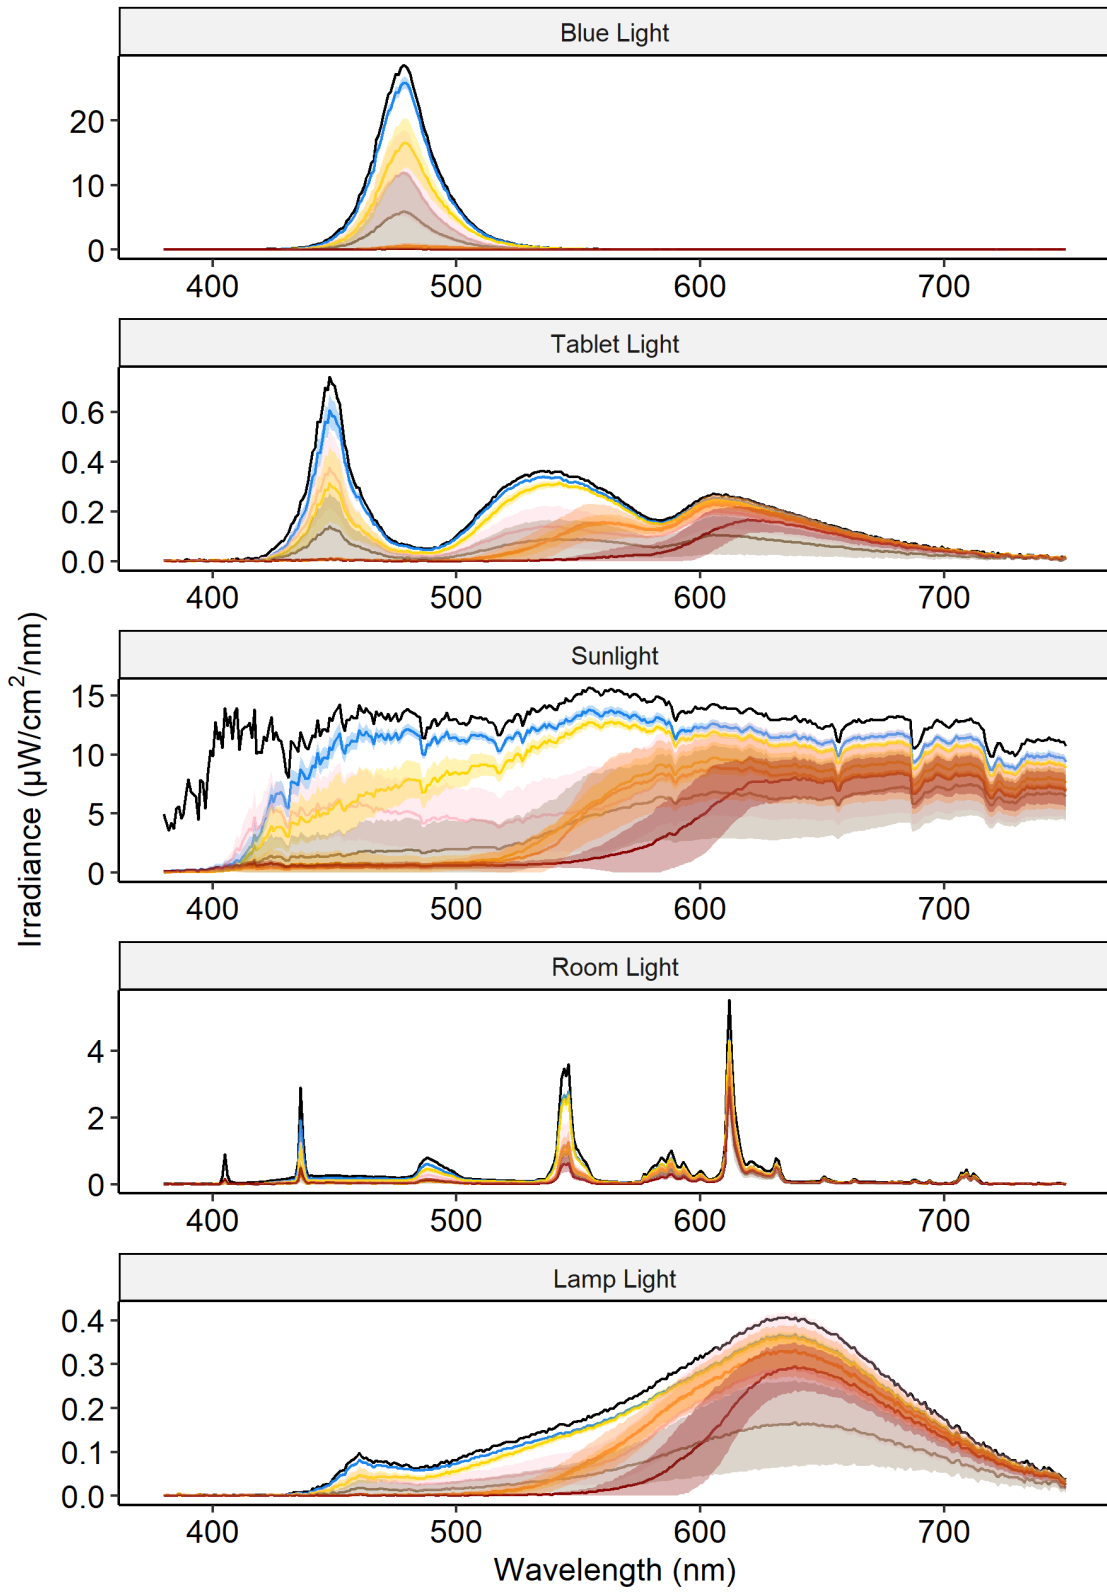 Blue Light
20
10
0
400 500 600 700
Tablet Light
0.6
0.4
0.2
0.0
400 500 600 700
Sunlight
15
10
5
0
400 500 600 700
Irradiance (µW/cm²/nm)
Room Light
4
2
0
400 500 600 700
Lamp Light
0.4
0.3
0.2
0.1
0.0
400 500 600 700
Wavelength (nm)